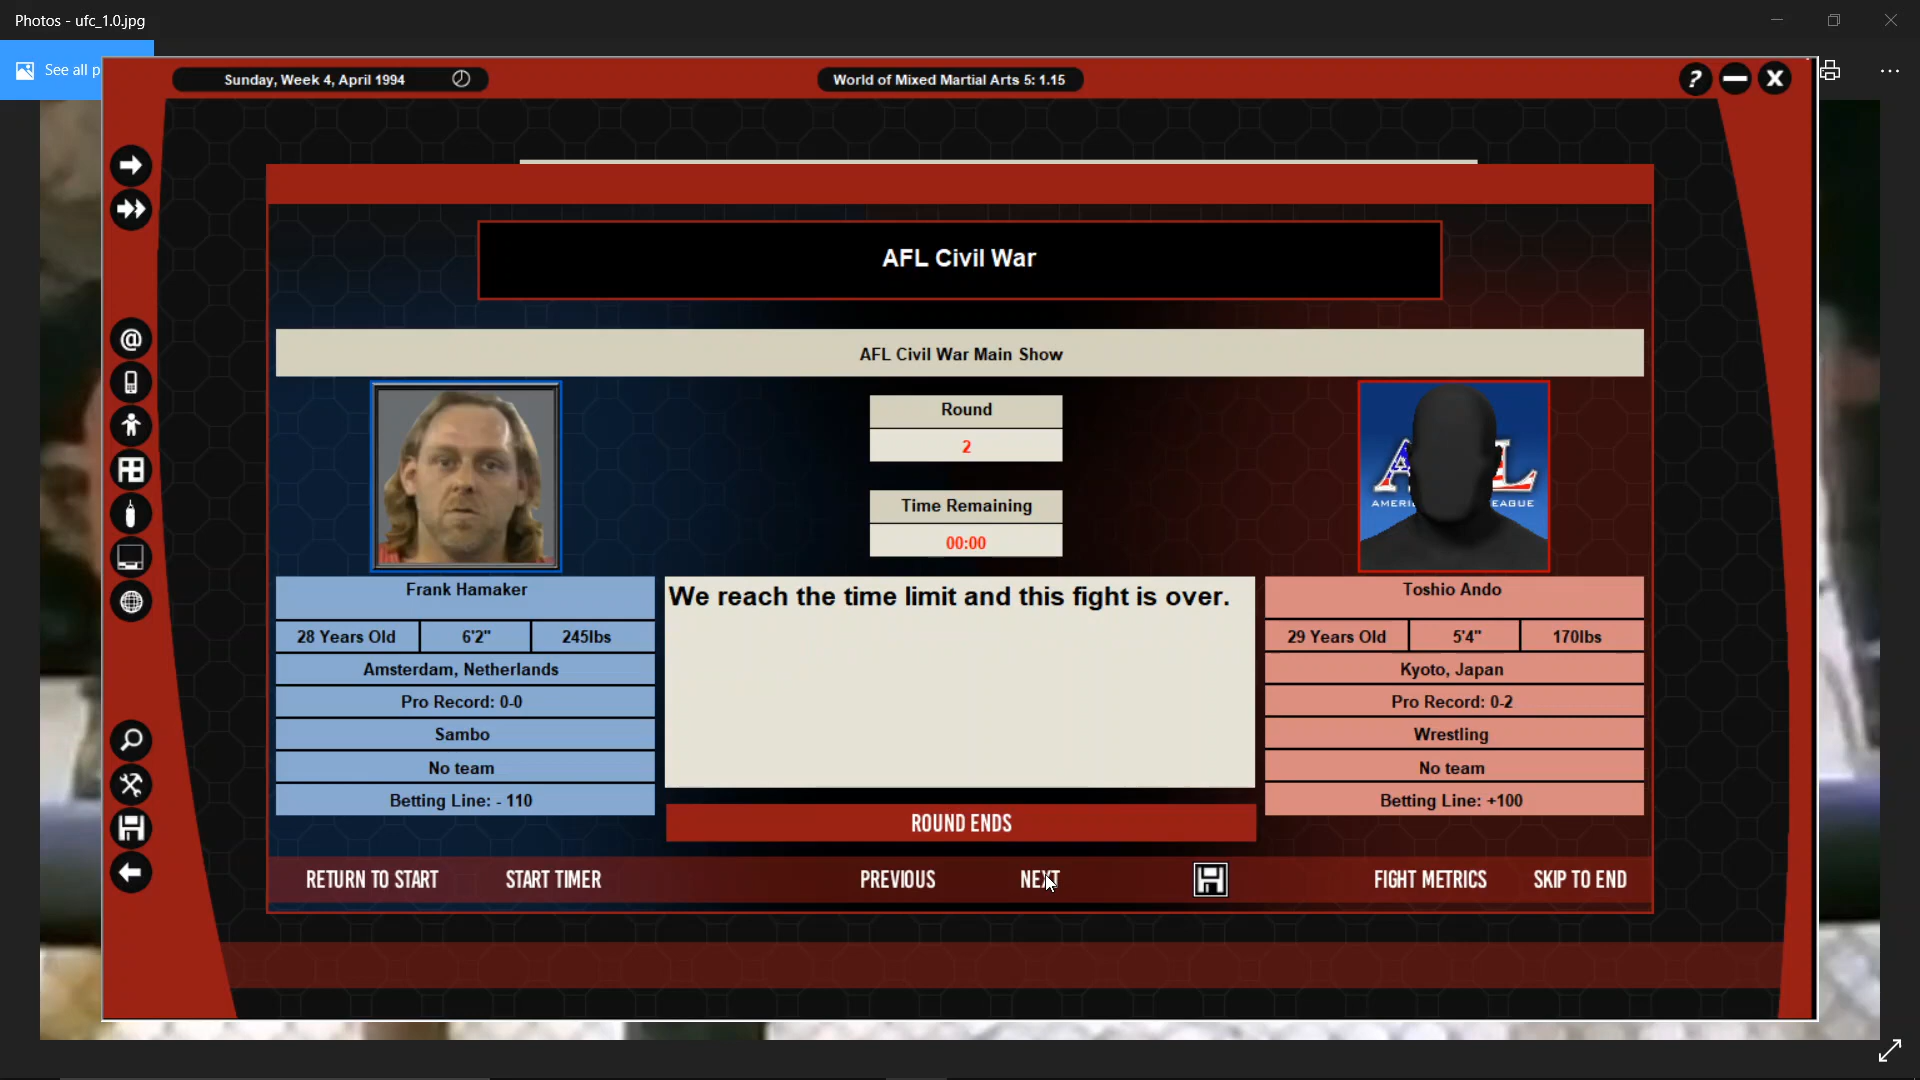 Photos - ufc_1.0.jpg
See all p
Sunday, Week 4, April 1994
World of Mixed Martial Arts 5: 1.15
?
X
@
AFL Civil War
AFL Civil War Main Show
Round
2
Time Remaining
00:00
Frank Hamaker
28 Years Old
6'2"
245lbs
Amsterdam, Netherlands
Pro Record: 0-0
Sambo
No team
Betting Line: - 110
We reach the time limit and this fight is over.
ROUND ENDS
A L
AMERI EAGUE
Toshio Ando
29 Years Old
5'4"
170lbs
Kyoto, Japan
Pro Record: 0-2
Wrestling
No team
Betting Line: +100
RETURN TO START
START TIMER
PREVIOUS
NEXT
FIGHT METRICS
SKIP TO END